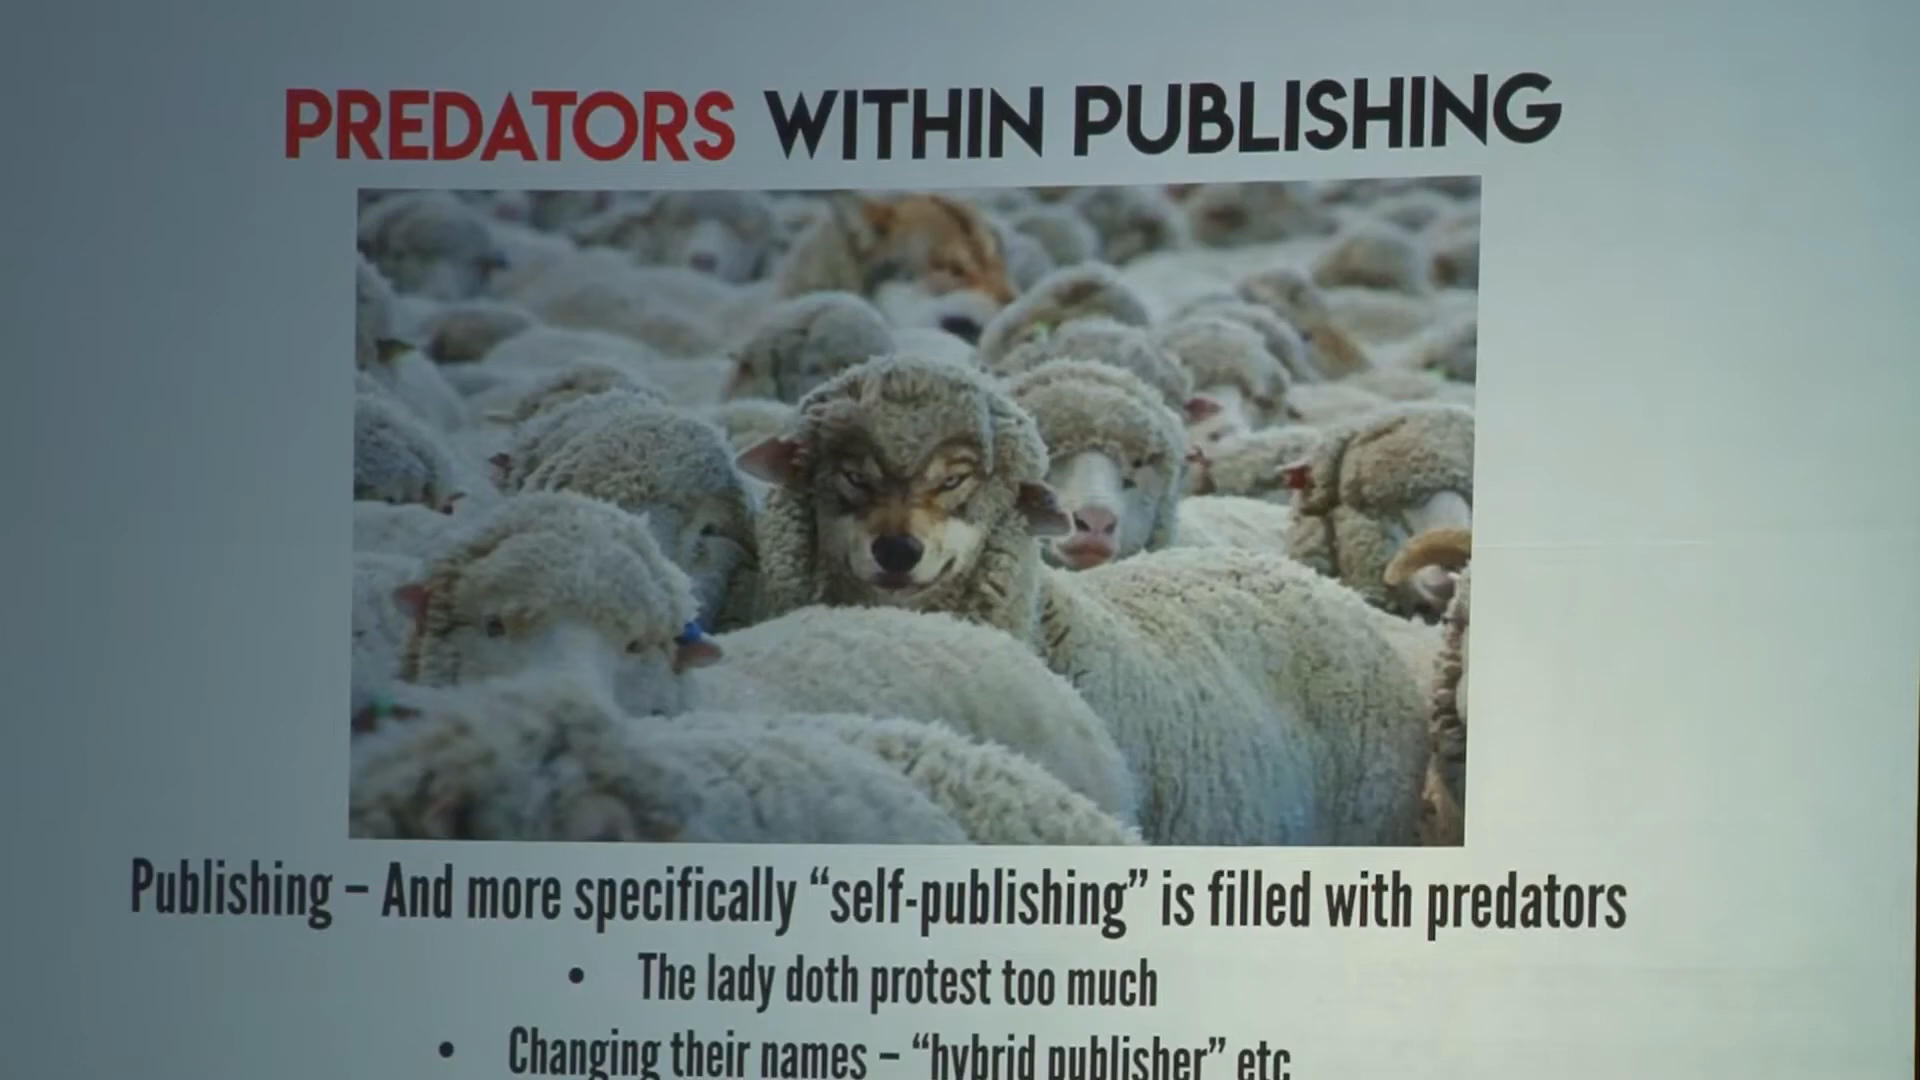 PREDATORS WITHIN PUBLISHING
Publishing – And more specifically “self-publishing” is filled with predators
• The lady doth protest too much
• Changing their names – “hybrid publisher” etc